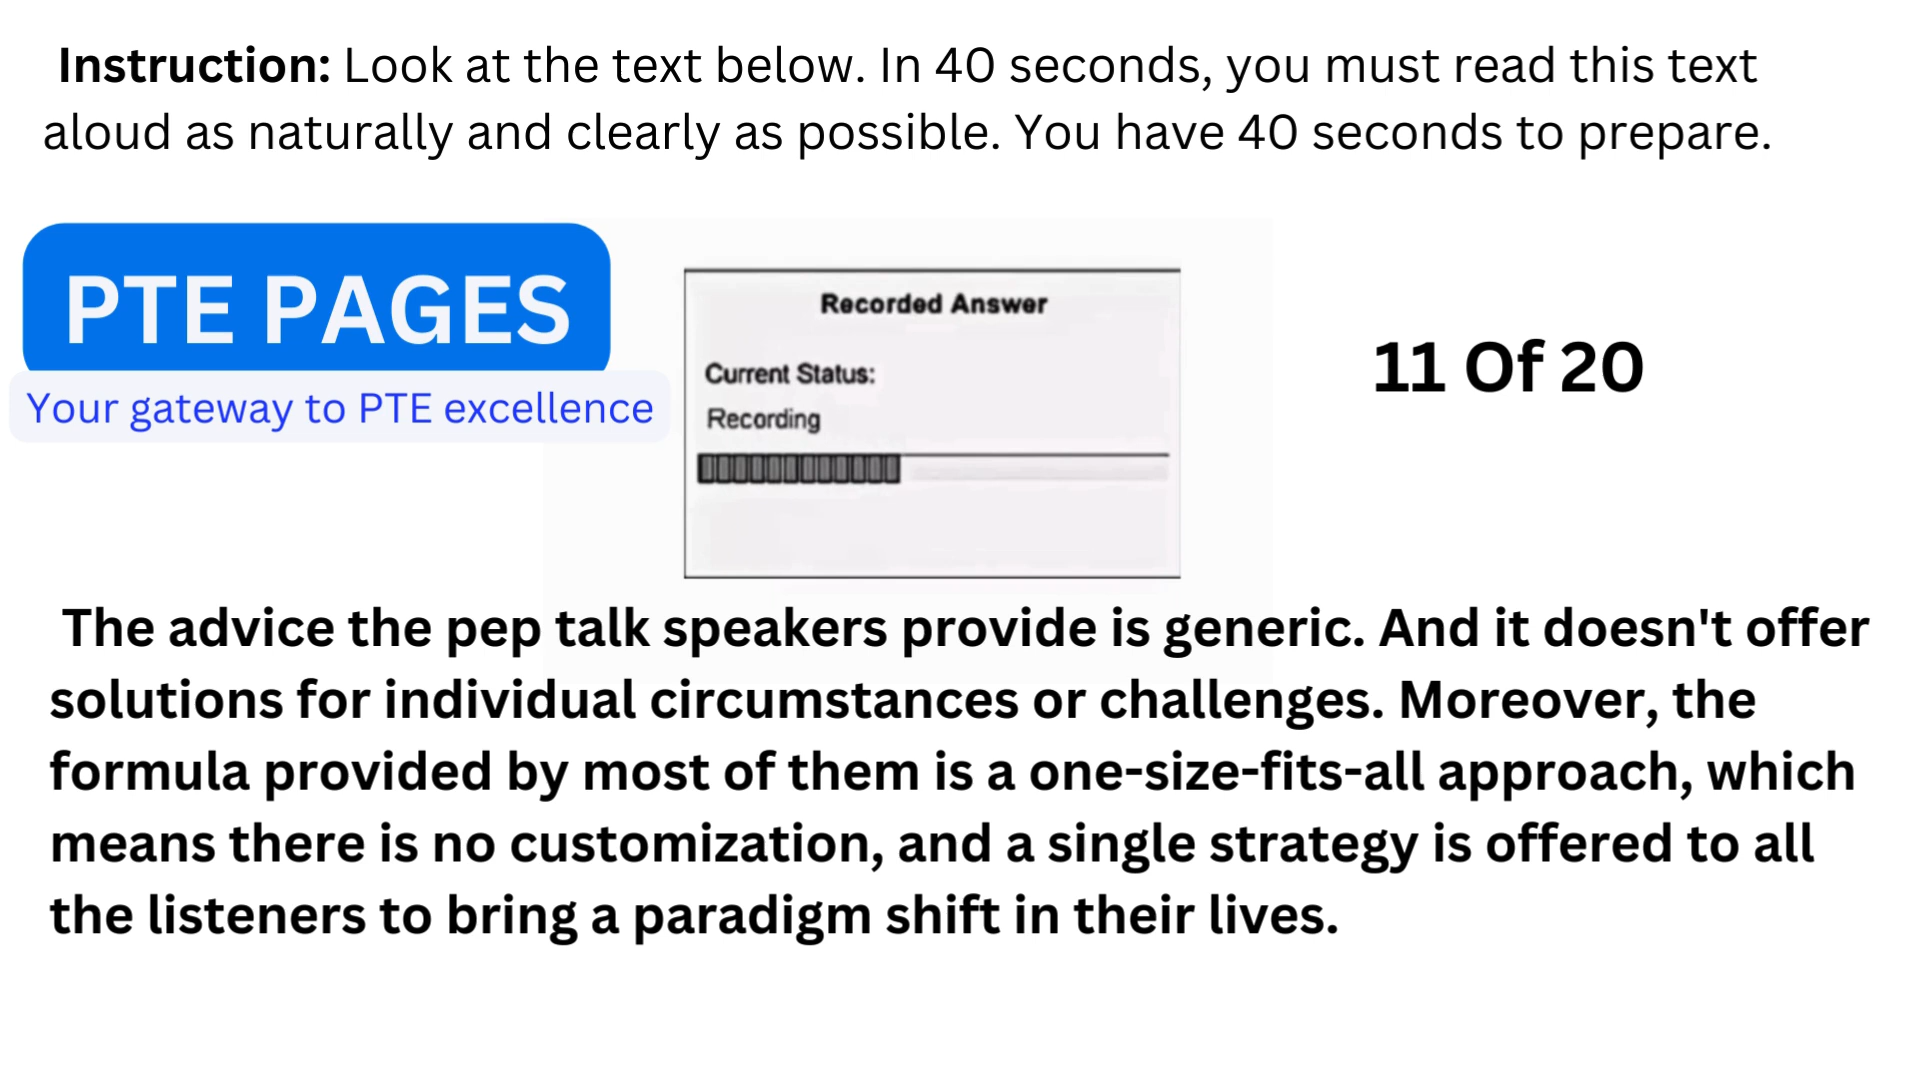 Instruction: Look at the text below. In 40 seconds, you must read this text
aloud as naturally and clearly as possible. You have 40 seconds to prepare.
PTE PAGES
Your gateway to PTE excellence
Recorded Answer
Current Status:
Recording
11 Of 20
The advice the pep talk speakers provide is generic. And it doesn't offer
solutions for individual circumstances or challenges. Moreover, the
formula provided by most of them is a one-size-fits-all approach, which
means there is no customization, and a single strategy is offered to all
the listeners to bring a paradigm shift in their lives.